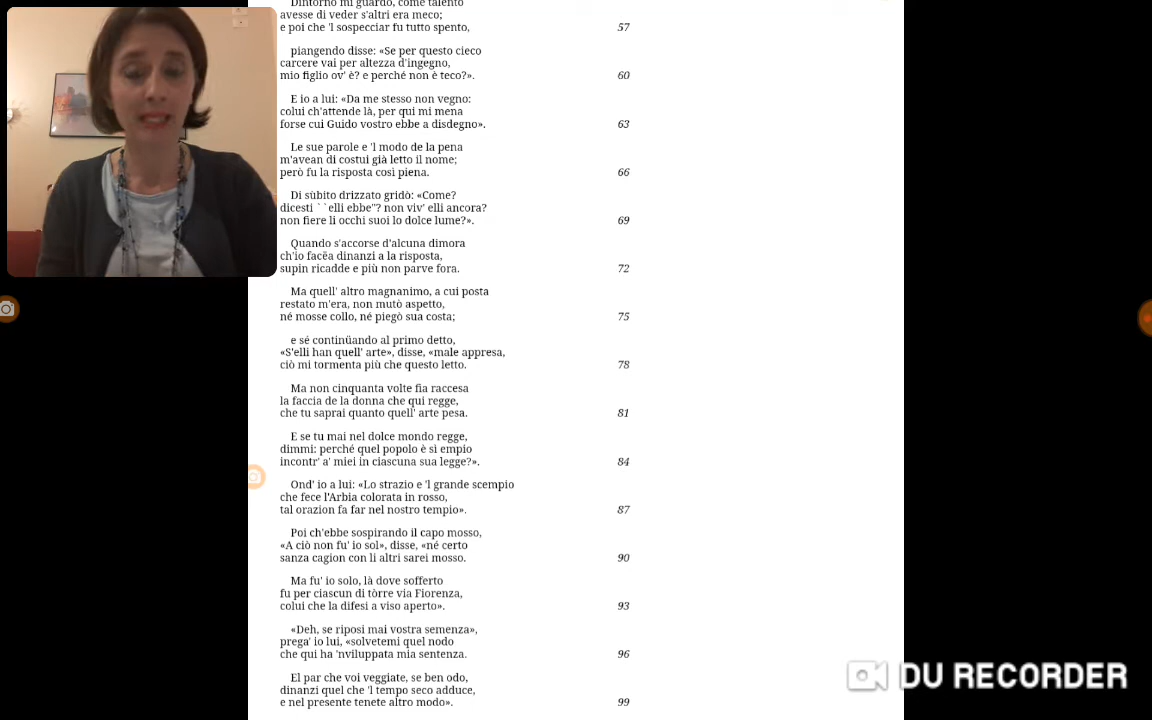 Dintorno mi guardò, come talento
avesse di veder s'altri era meco;
e poi che 'l sospecciar fu tutto spento,
57
piangendo disse: «Se per questo cieco
carcere vai per altezza d'ingegno,
mio figlio ov' è? e perché non è teco?».
60
E io a lui: «Da me stesso non vegno:
colui ch'attende là, per qui mi mena
forse cui Guido vostro ebbe a disdegno».
63
Le sue parole e 'l modo de la pena
m'avean di costui già letto il nome;
però fu la risposta così piena.
66
Di sùbito drizzato gridò: «Come?
dicesti ``elli ebbe"? non viv' elli ancora?
non fiere li occhi suoi lo dolce lume?».
69
Quando s'accorse d'alcuna dimora
ch'io facëa dinanzi a la risposta,
supin ricadde e più non parve fora.
72
Ma quell' altro magnanimo, a cui posta
restato m'era, non mutò aspetto,
né mosse collo, né piegò sua costa;
75
e sé continüando al primo detto,
«S'elli han quell' arte», disse, «male appresa,
ciò mi tormenta più che questo letto.
78
Ma non cinquanta volte fia raccesa
la faccia de la donna che qui regge,
che tu saprai quanto quell' arte pesa.
81
E se tu mai nel dolce mondo regge,
dimmi: perché quel popolo è sì empio
incontr' a' miei in ciascuna sua legge?».
84
Ond' io a lui: «Lo strazio e 'l grande scempio
che fece l'Arbia colorata in rosso,
tal orazion fa far nel nostro tempio».
87
Poi ch'ebbe sospirando il capo mosso,
«A ciò non fu' io sol», disse, «né certo
sanza cagion con li altri sarei mosso.
90
Ma fu' io solo, là dove sofferto
fu per ciascun di tòrre via Fiorenza,
colui che la difesi a viso aperto».
93
«Deh, se riposi mai vostra semenza»,
prega' io lui, «solvetemi quel nodo
che qui ha 'nviluppata mia sentenza.
96
El par che voi veggiate, se ben odo,
dinanzi quel che 'l tempo seco adduce,
e nel presente tenete altro modo».
99
DU RECORDER